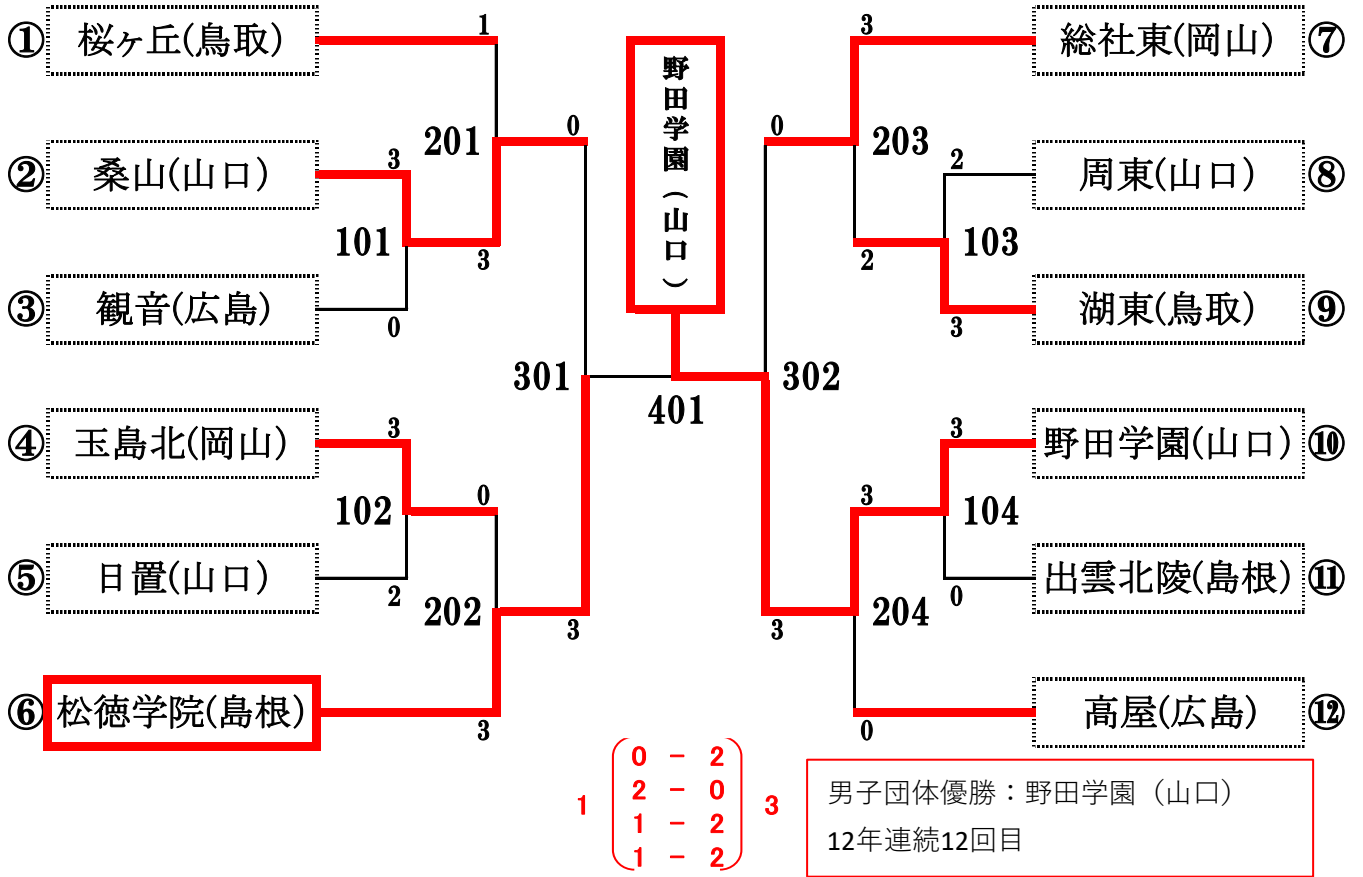 ① 桜ヶ丘(鳥取) 1
② 桑山(山口) 3
201 0
101 3
③ 観音(広島) 0
301
④ 玉島北(岡山) 3
102 0
⑤ 日置(山口) 2
202 3
⑥ 松徳学院(島根) 3
野田学園(山口)
401
3 総社東(岡山) ⑦
0 203
2 周東(山口) ⑧
2 103
3 湖東(鳥取) ⑨
302
3 野田学園(山口) ⑩
3 104
0 出雲北陵(島根) ⑪
3 204
0 高屋(広島) ⑫
0 - 2
2 - 0
1 3
1 - 2
1 - 2
男子団体優勝：野田学園（山口）
12年連続12回目